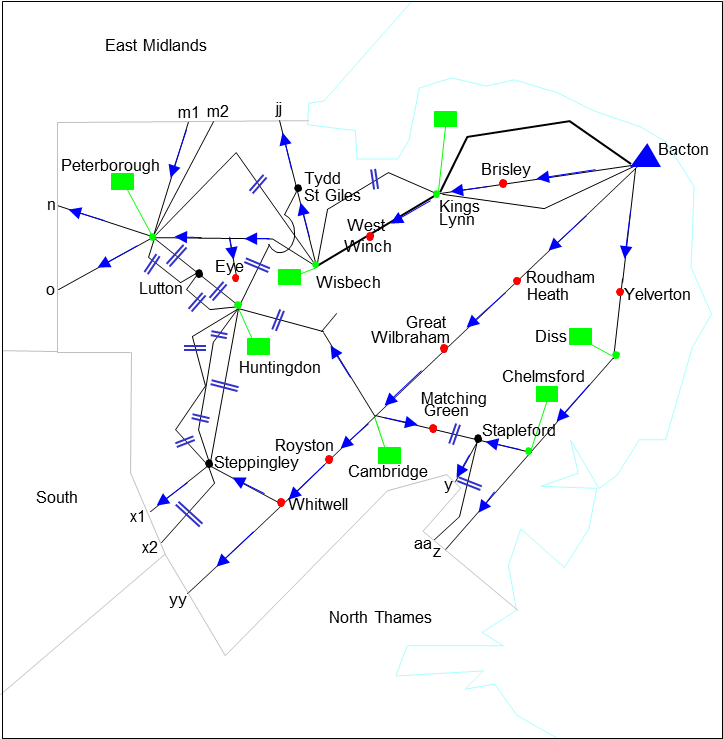 East Midlands
m1
m2
jj
Peterborough
Bacton
Brisley
Tydd
St Giles
n
Kings
Lynn
West
Winch
Eye
Wisbech
Lutton
o
Roudham
Heath
Yelverton
Great
Wilbraham
Diss
Huntingdon
Chelmsford
Matching
Green
Stapleford
Royston
Steppingley
Cambridge
y
South
Whitwell
x1
x2
aa
z
yy
North Thames